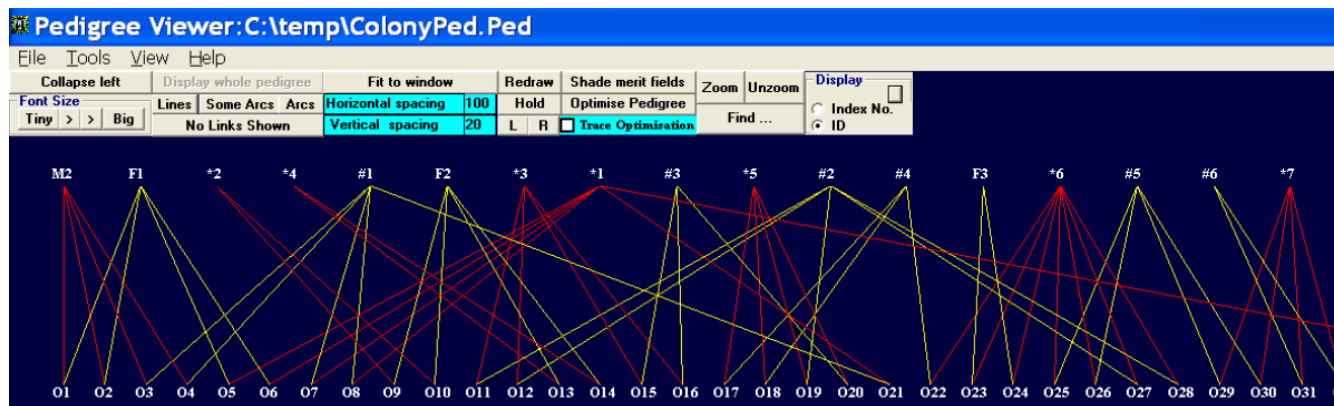 Pedigree Viewer:C:\temp\ColonyPed.Ped
File Tools View Help
Collapse left Display whole pedigree Fit to window Redraw Shade merit fields Zoom Unzoom Display
Font Size Lines Some Arcs Arcs Horizontal spacing 100 Hold Optimise Pedigree Index No.
Tiny > > Big No Links Shown Vertical spacing 20 L R Trace Optimisation Find ... ID
M2 F1 *2 *4 #1 F2 *3 *1 #3 *5 #2 #4 F3 *6 #5 #6 *7
O1 O2 O3 O4 O5 O6 O7 O8 O9 O10 O11 O12 O13 O14 O15 O16 O17 O18 O19 O20 O21 O22 O23 O24 O25 O26 O27 O28 O29 O30 O31